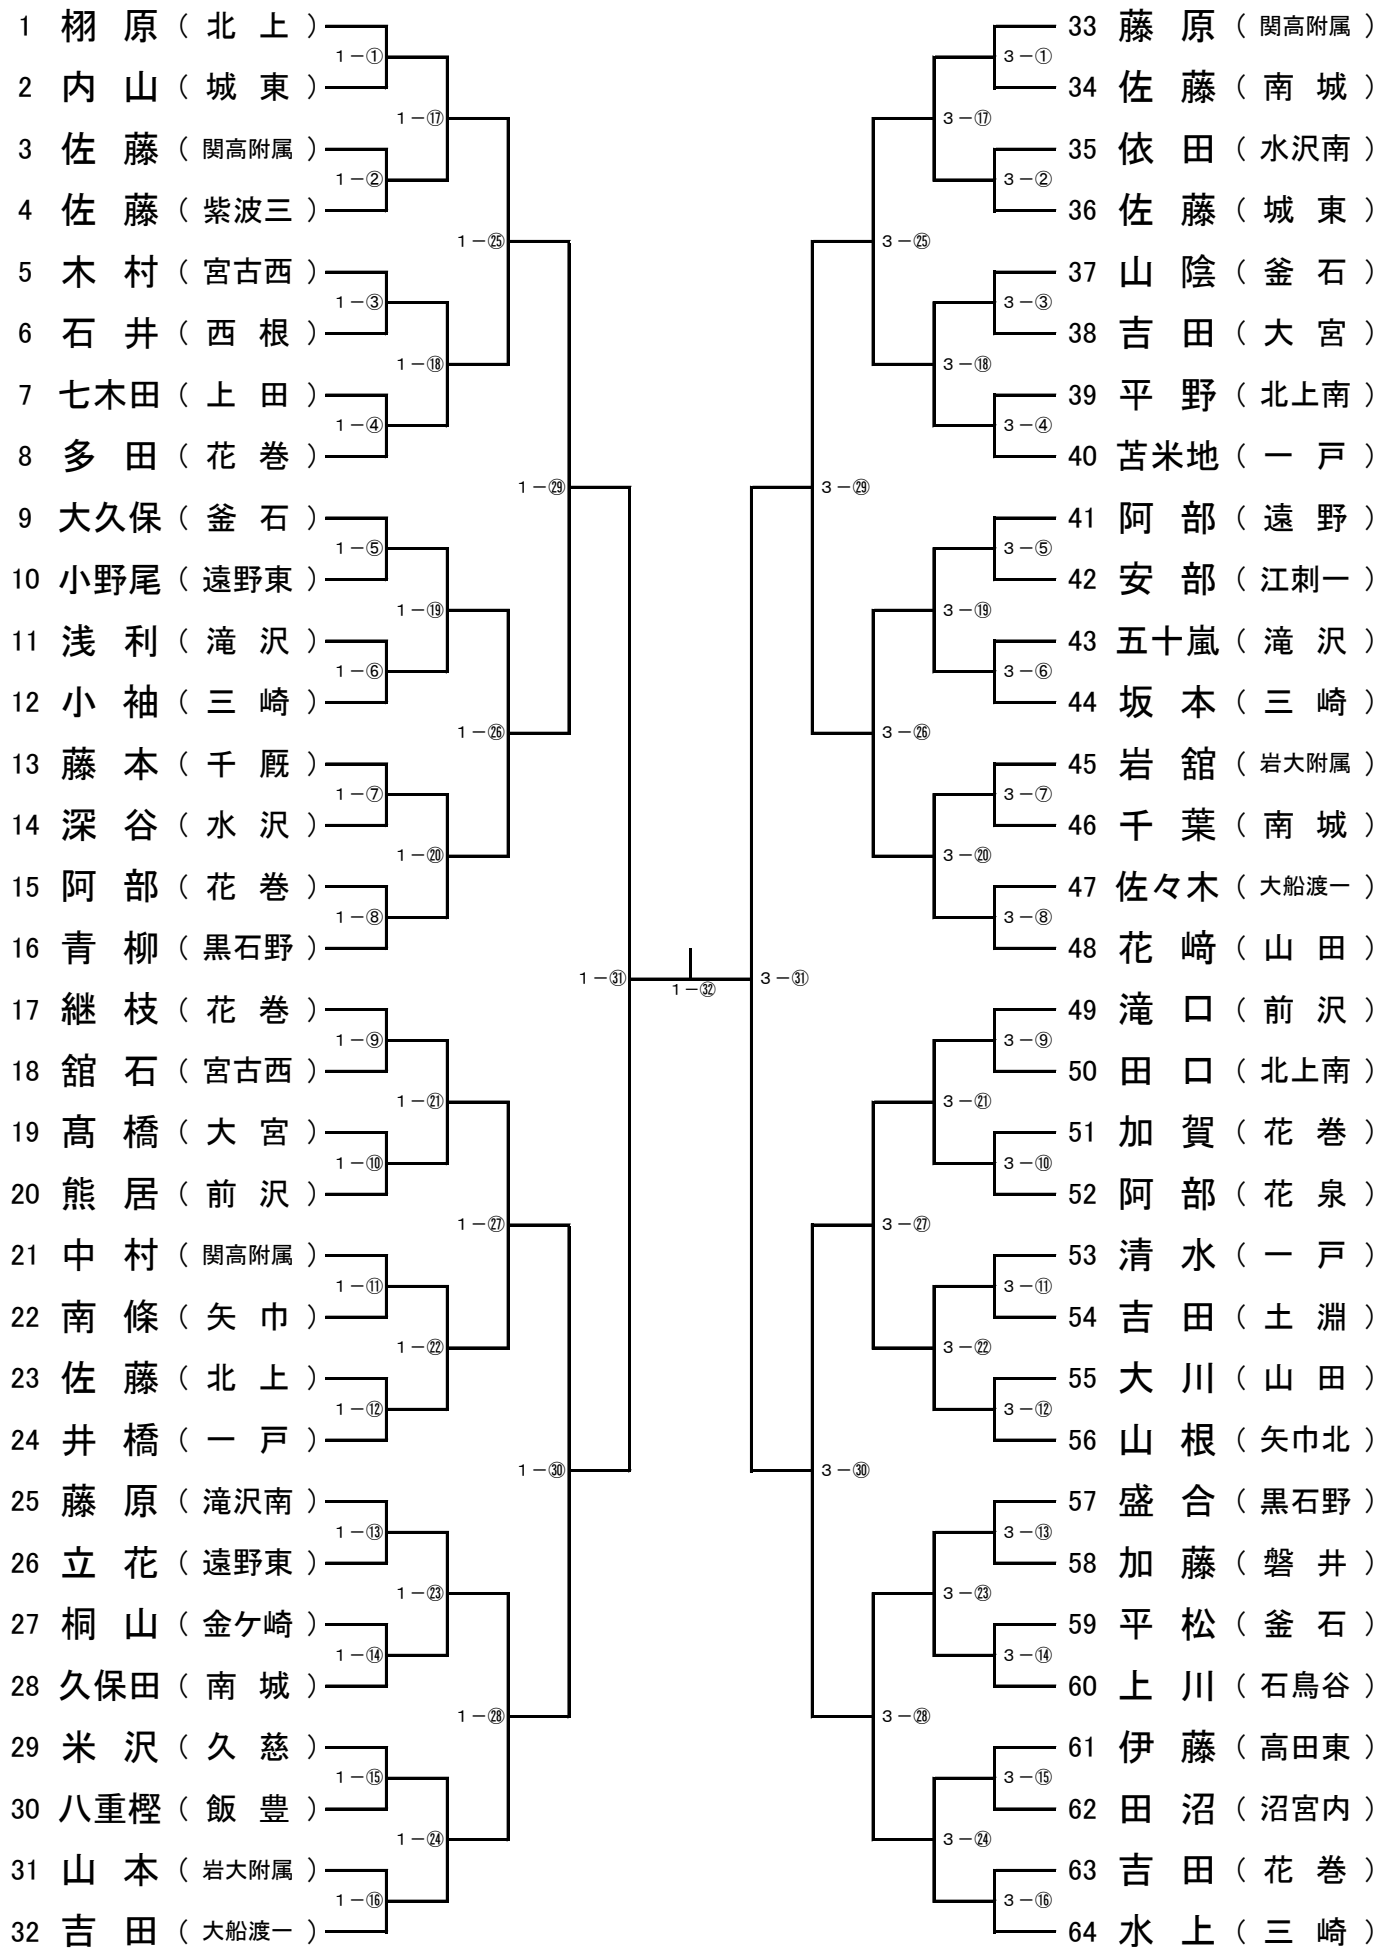 1 栩原（北上）
1－①
2 内山（城東）
1－⑰
3 佐藤（関高附属）
1－②
4 佐藤（紫波三）
1－㉕
5 木村（宮古西）
1－③
6 石井（西根）
1－⑱
7 七木田（上田）
1－④
8 多田（花巻）
1－㉙
9 大久保（釜石）
1－⑤
10 小野尾（遠野東）
1－⑲
11 浅利（滝沢）
1－⑥
12 小袖（三崎）
1－㉖
13 藤本（千厩）
1－⑦
14 深谷（水沢）
1－⑳
15 阿部（花巻）
1－⑧
16 青柳（黒石野）
1－㉛
17 継枝（花巻）
1－⑨
18 舘石（宮古西）
1－㉑
19 髙橋（大宮）
1－⑩
20 熊居（前沢）
1－㉗
21 中村（関高附属）
1－⑪
22 南條（矢巾）
1－㉒
23 佐藤（北上）
1－⑫
24 井橋（一戸）
1－㉚
25 藤原（滝沢南）
1－⑬
26 立花（遠野東）
1－㉓
27 桐山（金ケ崎）
1－⑭
28 久保田（南城）
1－㉘
29 米沢（久慈）
1－⑮
30 八重樫（飯豊）
1－㉔
31 山本（岩大附属）
1－⑯
32 吉田（大船渡一）
1－㉜
33 藤原（関高附属）
3－①
34 佐藤（南城）
3－⑰
35 依田（水沢南）
3－②
36 佐藤（城東）
3－㉕
37 山陰（釜石）
3－③
38 吉田（大宮）
3－⑱
39 平野（北上南）
3－④
40 苫米地（一戸）
3－㉙
41 阿部（遠野）
3－⑤
42 安部（江刺一）
3－⑲
43 五十嵐（滝沢）
3－⑥
44 坂本（三崎）
3－㉖
45 岩舘（岩大附属）
3－⑦
46 千葉（南城）
3－⑳
47 佐々木（大船渡一）
3－⑧
48 花﨑（山田）
3－㉛
49 滝口（前沢）
3－⑨
50 田口（北上南）
3－㉑
51 加賀（花巻）
3－⑩
52 阿部（花泉）
3－㉗
53 清水（一戸）
3－⑪
54 吉田（土淵）
3－㉒
55 大川（山田）
3－⑫
56 山根（矢巾北）
3－㉚
57 盛合（黒石野）
3－⑬
58 加藤（磐井）
3－㉓
59 平松（釜石）
3－⑭
60 上川（石鳥谷）
3－㉘
61 伊藤（高田東）
3－⑮
62 田沼（沼宮内）
3－㉔
63 吉田（花巻）
3－⑯
64 水上（三崎）